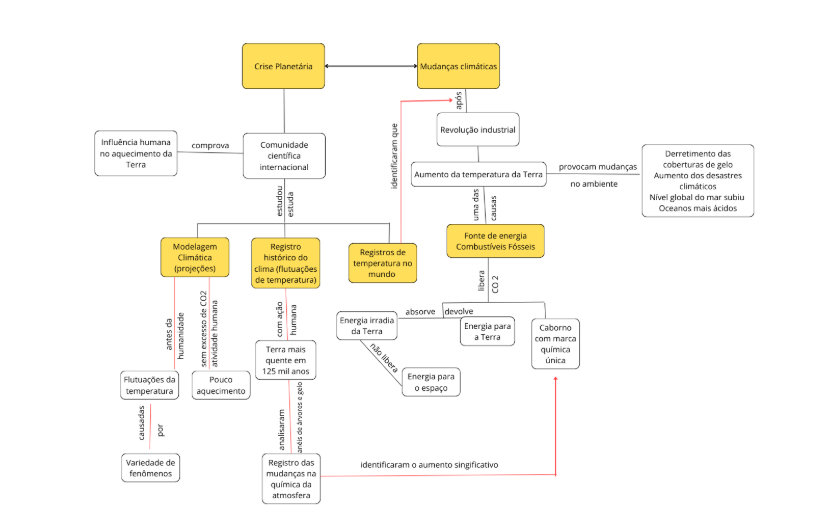 Crise Planetária
Mudanças climáticas
após
Revolução industrial
Influência humana
no aquecimento da
Terra
comprova
Comunidade
científica
internacional
identificaram que
Aumento da temperatura da Terra
provocam mudanças
no ambiente
Derretimento das
coberturas de gelo
Aumento dos desastres
climáticos
Nível global do mar subiu
Oceanos mais ácidos
estudou
estuda
uma das
causas
Modelagem
Climática
(projeções)
Registro
histórico do
clima (flutuações
de temperatura)
Registros de
temperatura no
mundo
Fonte de energia
Combustíveis Fósseis
libera
CO 2
antes da
humanidade
sem excesso de CO2
atividade humana
com ação
humana
Energia irradia
da Terra
absorve
devolve
Energia para
a Terra
Caborno
com marca
química
única
não libera
Energia para
o espaço
Terra mais
quente em
125 mil anos
Flutuações da
temperatura
Pouco
aquecimento
causadas
por
analisaram
anéis de árvores e gelo
Variedade de
fenômenos
Registro das
mudanças na
química da
atmosfera
identificaram o aumento singificativo